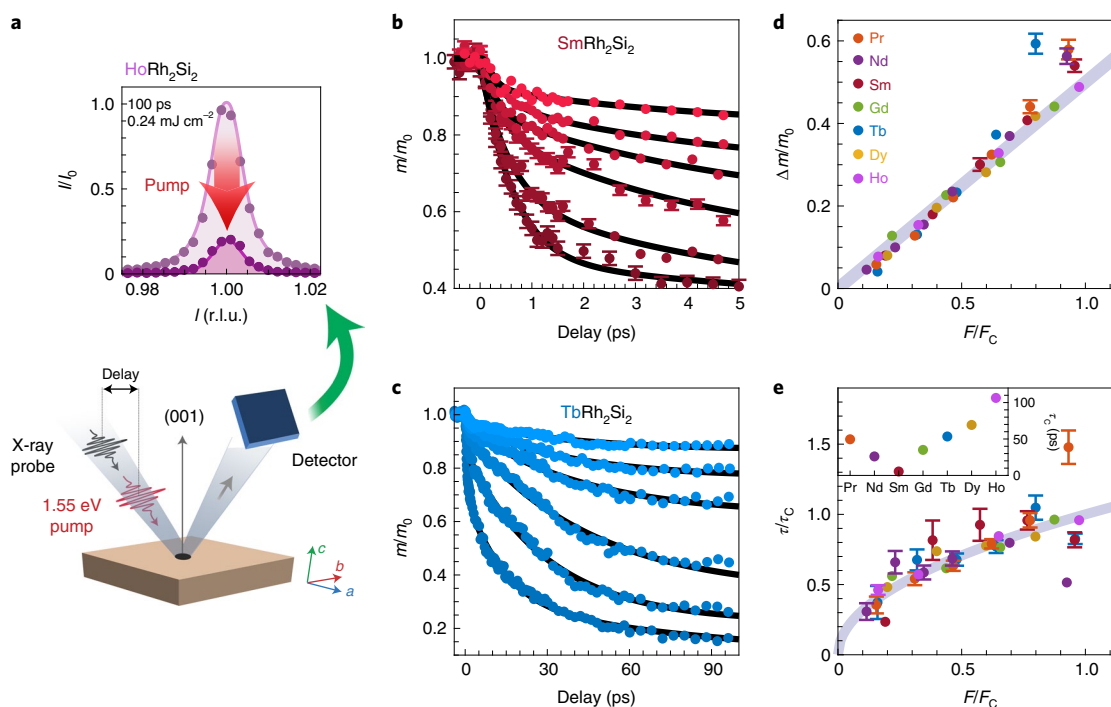 a
HoRh₂Si₂
100 ps
0.24 mJ cm⁻²
Pump
I/I₀
1.0
0.5
0
0.98 1.00 1.02
l (r.l.u.)
Delay
X-ray
probe
(001)
Detector
1.55 eV
pump
c
b
a
b
SmRh₂Si₂
m/m₀
1.0
0.8
0.6
0.4
0 1 2 3 4 5
Delay (ps)
c
TbRh₂Si₂
m/m₀
1.0
0.8
0.6
0.4
0.2
0 30 60 90
Delay (ps)
d
Pr
Nd
Sm
Gd
Tb
Dy
Ho
Δm/m₀
0.6
0.4
0.2
0
0 0.5 1.0
F/F_C
e
τ/τ_C
1.5
1.0
0.5
0
Pr Nd Sm Gd Tb Dy Ho
100
50
0
τ_C (ps)
0 0.5 1.0
F/F_C